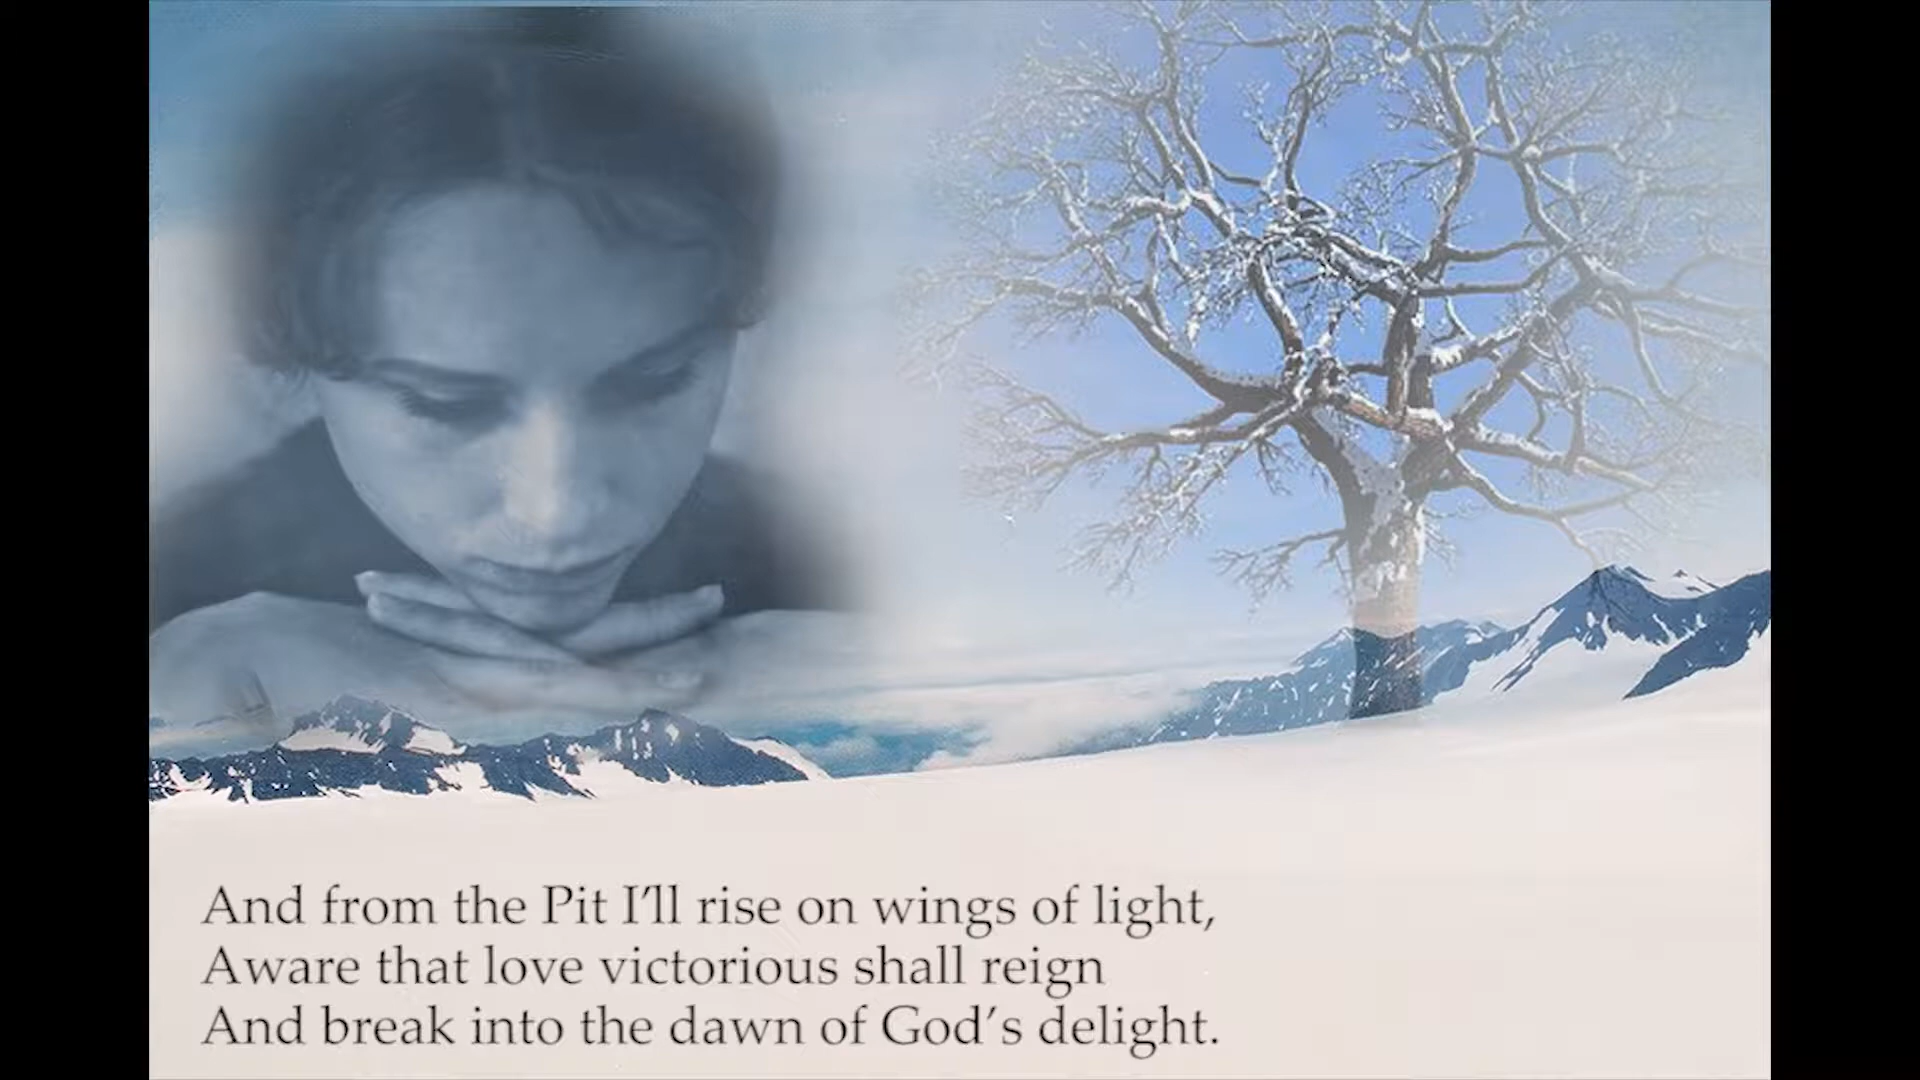 And from the Pit I’ll rise on wings of light,
Aware that love victorious shall reign
And break into the dawn of God’s delight.